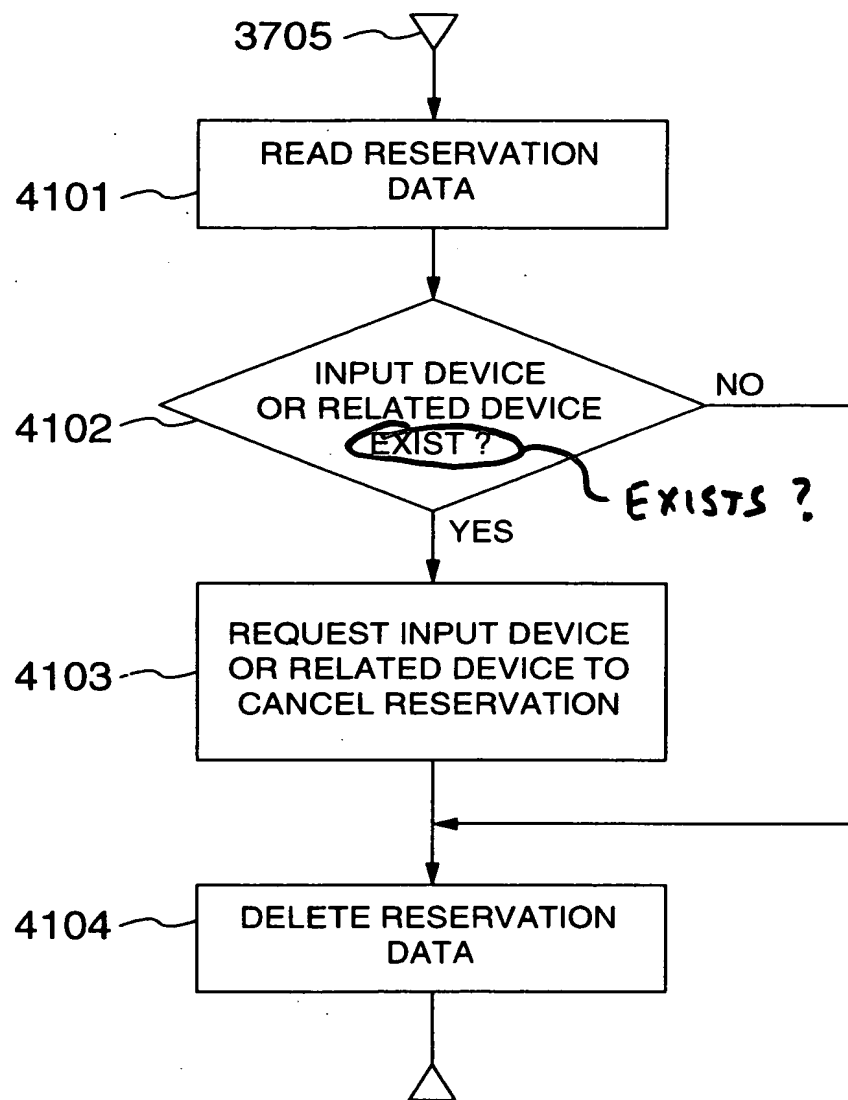 3705
READ RESERVATION
DATA
4101
INPUT DEVICE
OR RELATED DEVICE
EXIST ?
4102
NO
EXISTS ?
YES
REQUEST INPUT DEVICE
OR RELATED DEVICE TO
CANCEL RESERVATION
4103
DELETE RESERVATION
DATA
4104